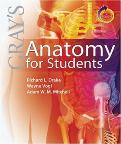 GRAY'S
Anatomy
for Students
Richard L. Drake
Wayne Vogl
Adam W. M. Mitchell